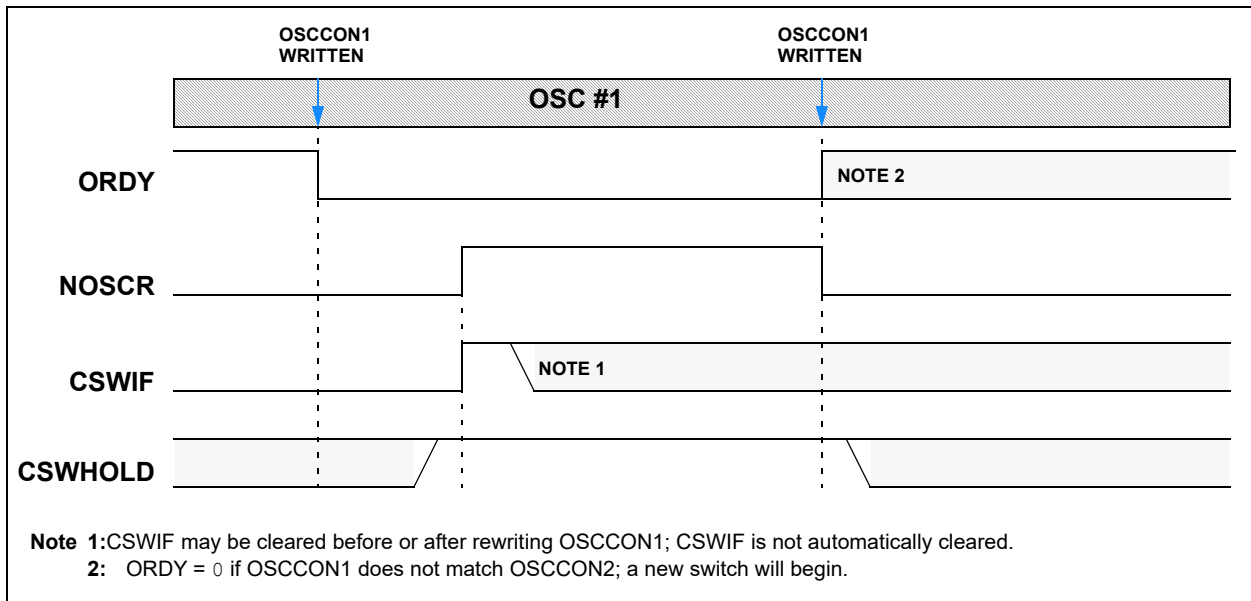 OSCCON1 OSCCON1
WRITTEN WRITTEN
OSC #1
ORDY
NOTE 2
NOSCR
CSWIF
NOTE 1
CSWHOLD
Note 1:CSWIF may be cleared before or after rewriting OSCCON1; CSWIF is not automatically cleared.
2: ORDY = 0 if OSCCON1 does not match OSCCON2; a new switch will begin.